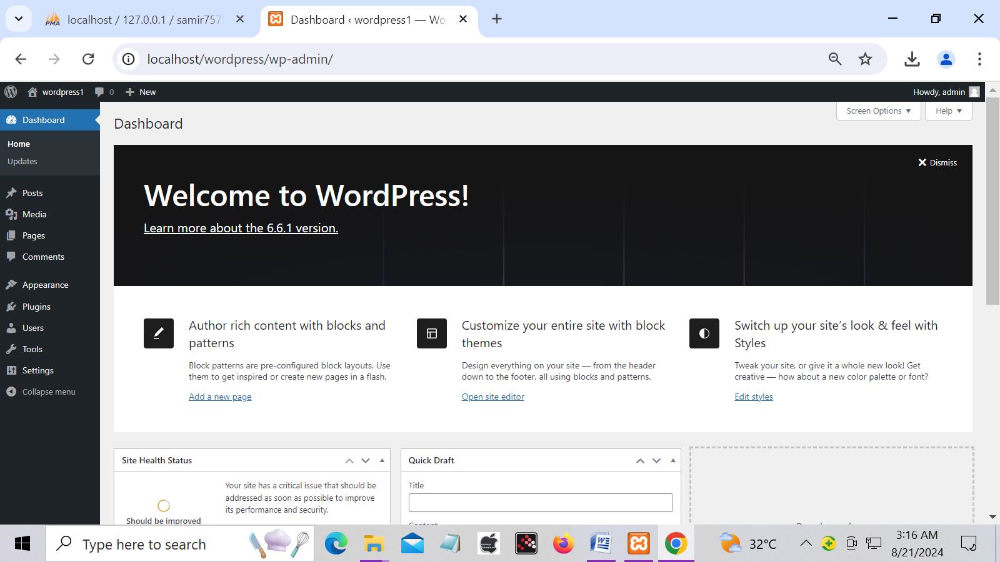 PMA localhost / 127.0.0.1 / samir7575
Dashboard ‹ wordpress1 — Wo
localhost/wordpress/wp-admin/
wordpress1 0 New Howdy, admin
Dashboard
Home
Updates
Posts
Media
Pages
Comments
Appearance
Plugins
Users
Tools
Settings
Collapse menu
Screen Options Help
Dashboard
Dismiss
Welcome to WordPress!
Learn more about the 6.6.1 version.
Author rich content with blocks and
patterns
Block patterns are pre-configured block layouts. Use
them to get inspired or create new pages in a flash.
Add a new page
Customize your entire site with block
themes
Design everything on your site — from the header
down to the footer, all using blocks and patterns.
Open site editor
Switch up your site’s look & feel with
Styles
Tweak your site, or give it a whole new look! Get
creative — how about a new color palette or font?
Edit styles
Site Health Status
Should be improved
Your site has a critical issue that should be
addressed as soon as possible to improve
its performance and security.
Quick Draft
Title
Content
Type here to search
32°C
3:16 AM
8/21/2024